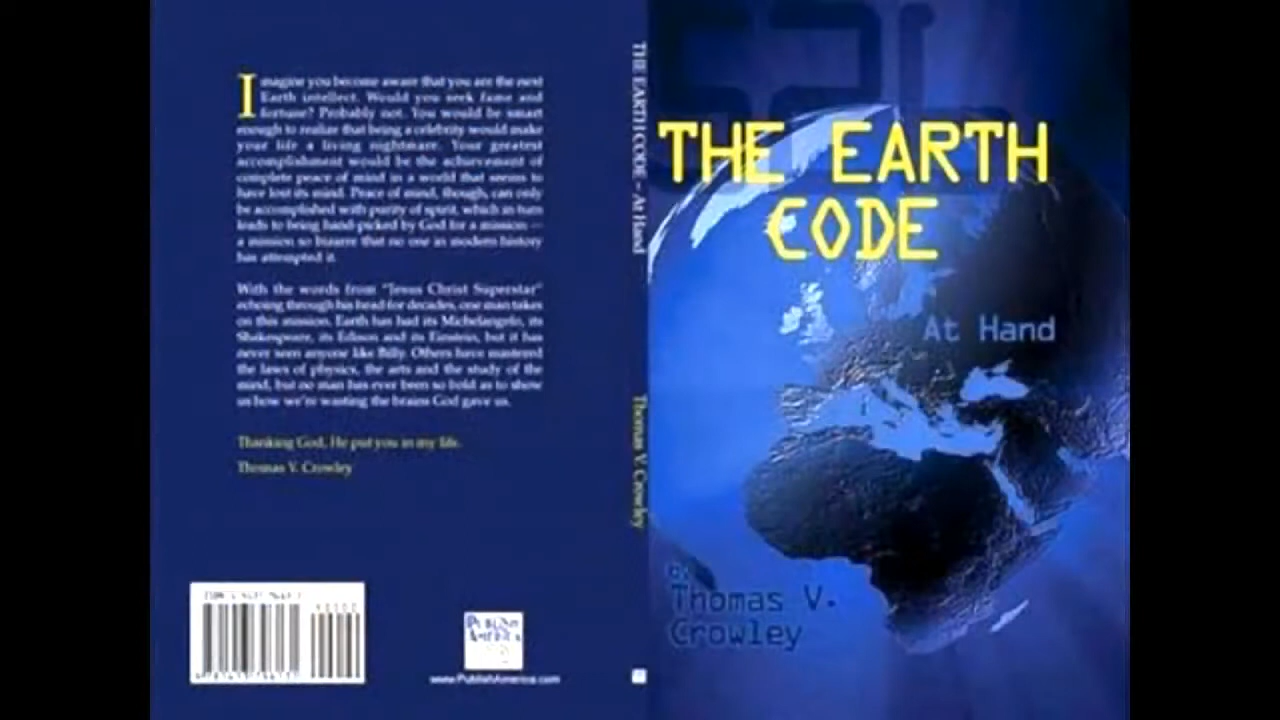 Imagine you become aware that you are the next
Earth intellect. Would you seek fame and
fortune? Probably not. You would be smart
enough to realize that being a celebrity would make
your life a living nightmare. Your greatest
accomplishment would be the achievement of
complete peace of mind in a world that seems to
have lost its mind. Peace of mind, though, can only
be accomplished with purity of spirit, which in turn
leads to being hand-picked by God for a mission —
a mission so bizarre that no one in modern history
has attempted it.
With the words from "Jesus Christ Superstar"
echoing through his head for decades, one man takes
on this mission. Earth has had its Michelangelo, its
Shakespeare, its Edison and its Einstein, but it has
never seen anyone like Billy. Others have mastered
the laws of physics, the arts and the study of the
mind, but no man has ever been so bold as to show
us how we're wasting the brains God gave us.
Thanking God, He put you in my life.
Thomas V. Crowley
PUBLISH
AMERICA
www.PublishAmerica.com
THE EARTH CODE – At Hand
Thomas V. Crowley
THE EARTH
CODE
At Hand
by
Thomas V.
Crowley